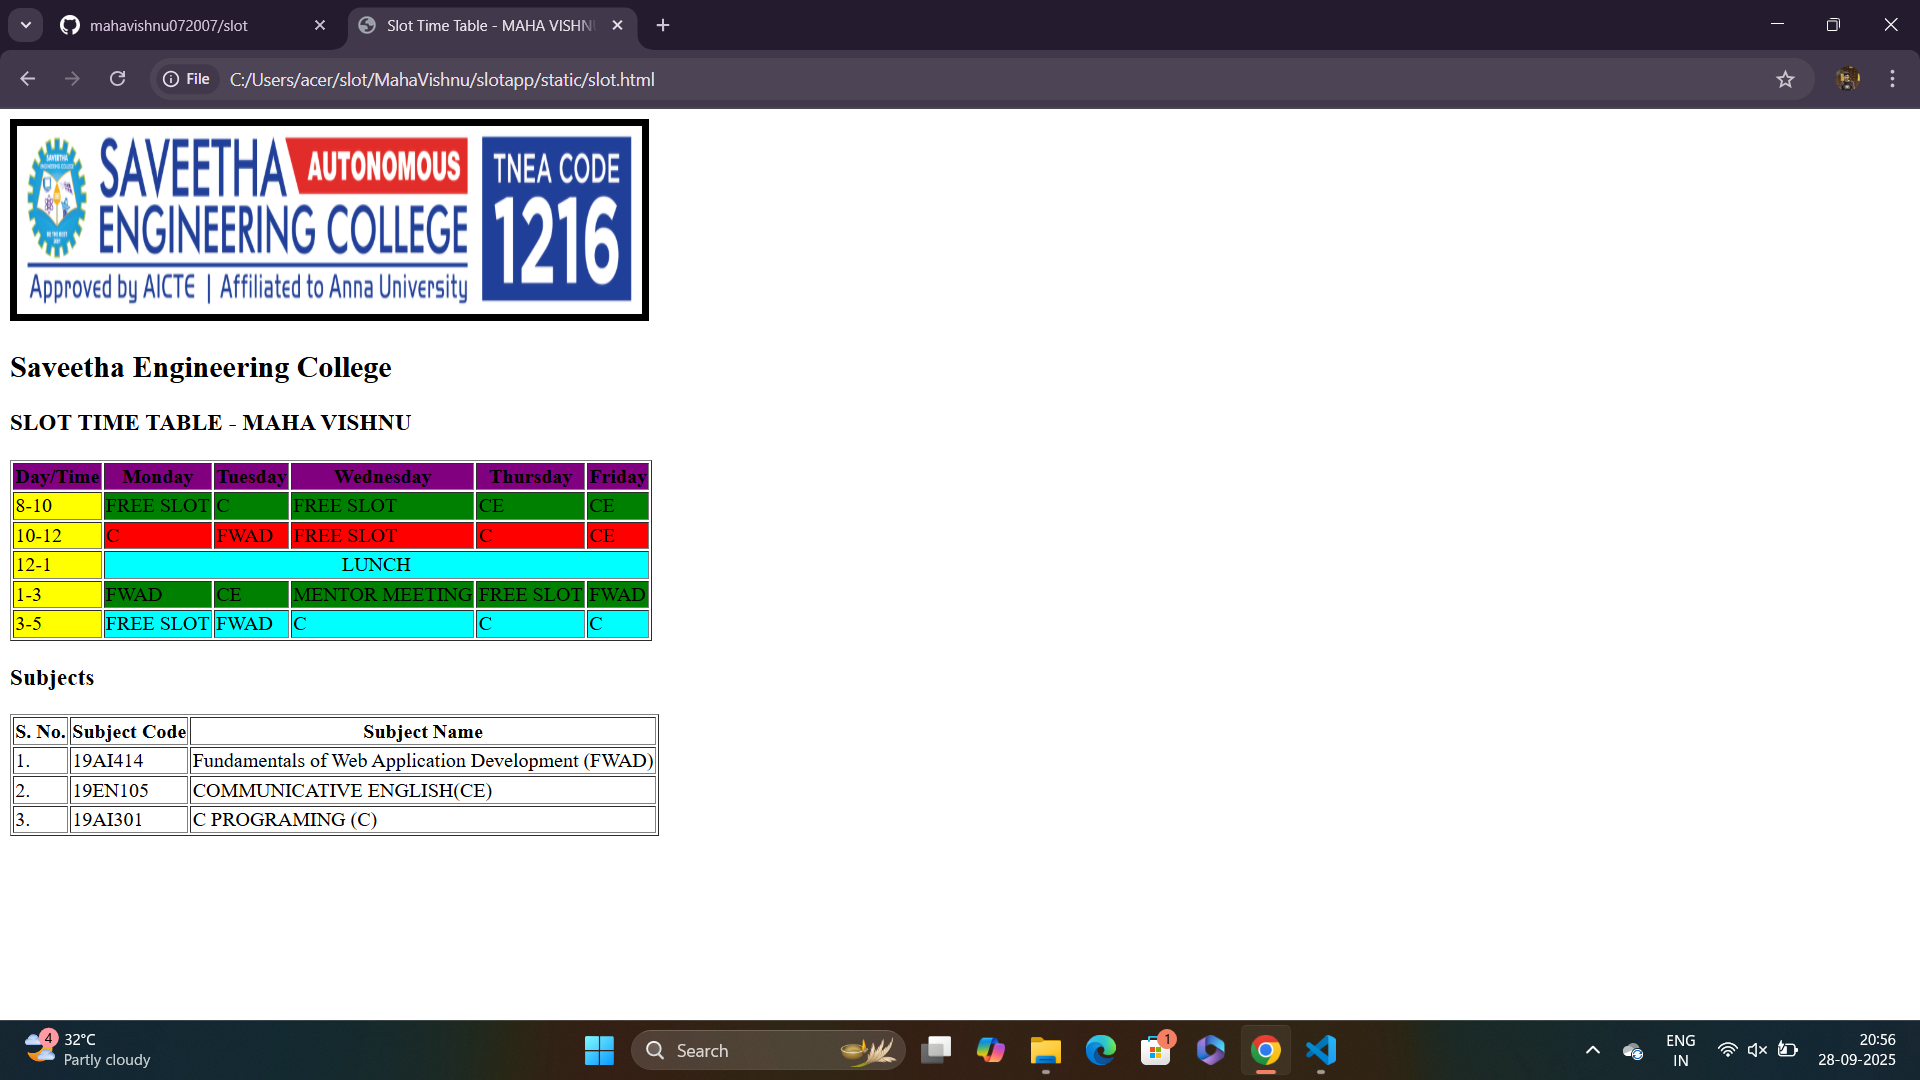 mahavishnu072007/slot
Slot Time Table - MAHA VISHN
File C:/Users/acer/slot/MahaVishnu/slotapp/static/slot.html
SAVEETHA AUTONOMOUS
ENGINEERING COLLEGE
Approved by AICTE | Affiliated to Anna University
TNEA CODE
1216
Saveetha Engineering College
SLOT TIME TABLE - MAHA VISHNU
Day/Time Monday Tuesday Wednesday Thursday Friday
8-10 FREE SLOT C FREE SLOT CE CE
10-12 C FWAD FREE SLOT C CE
12-1 LUNCH
1-3 FWAD CE MENTOR MEETING FREE SLOT FWAD
3-5 FREE SLOT FWAD C C C
Subjects
S. No. Subject Code Subject Name
1. 19AI414 Fundamentals of Web Application Development (FWAD)
2. 19EN105 COMMUNICATIVE ENGLISH(CE)
3. 19AI301 C PROGRAMING (C)
4
32°C
Partly cloudy
Search
1
ENG
IN
20:56
28-09-2025